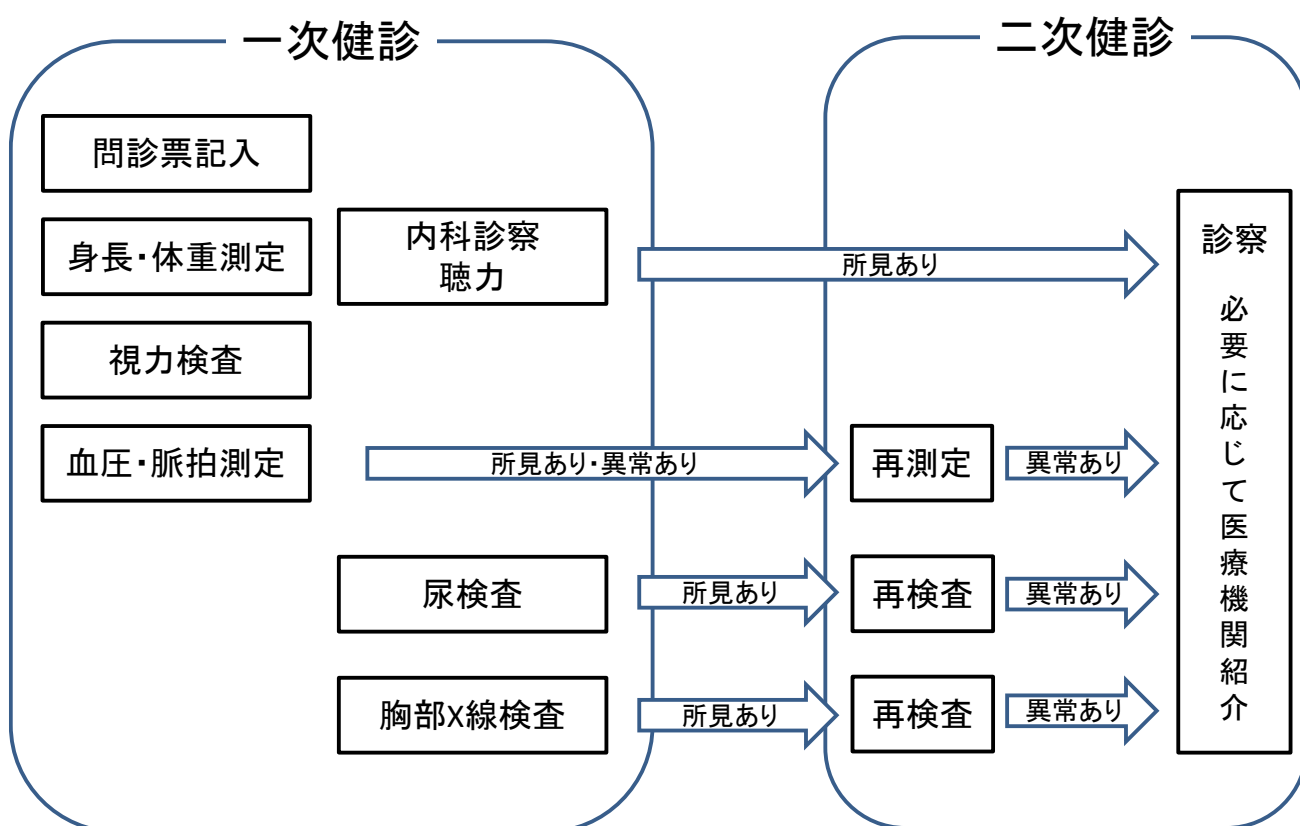 一次健診
問診票記入
身長・体重測定
視力検査
血圧・脈拍測定
内科診察
聴力
所見あり
所見あり・異常あり
尿検査
所見あり
胸部X線検査
所見あり
二次健診
再測定
異常あり
再検査
異常あり
再検査
異常あり
診察
必要に応じて医療機関紹介